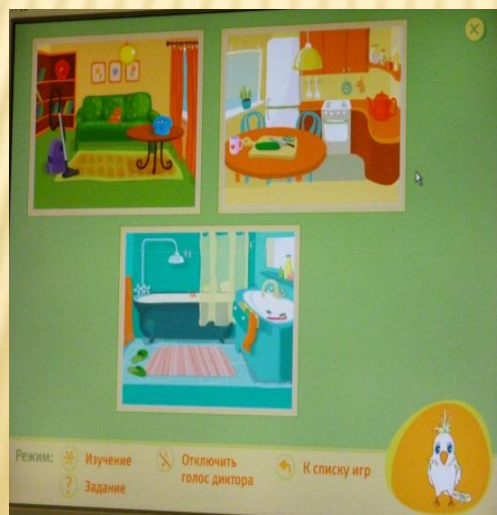 Режим:
Изучение
Задание
Отключить
голос диктора
К списку игр